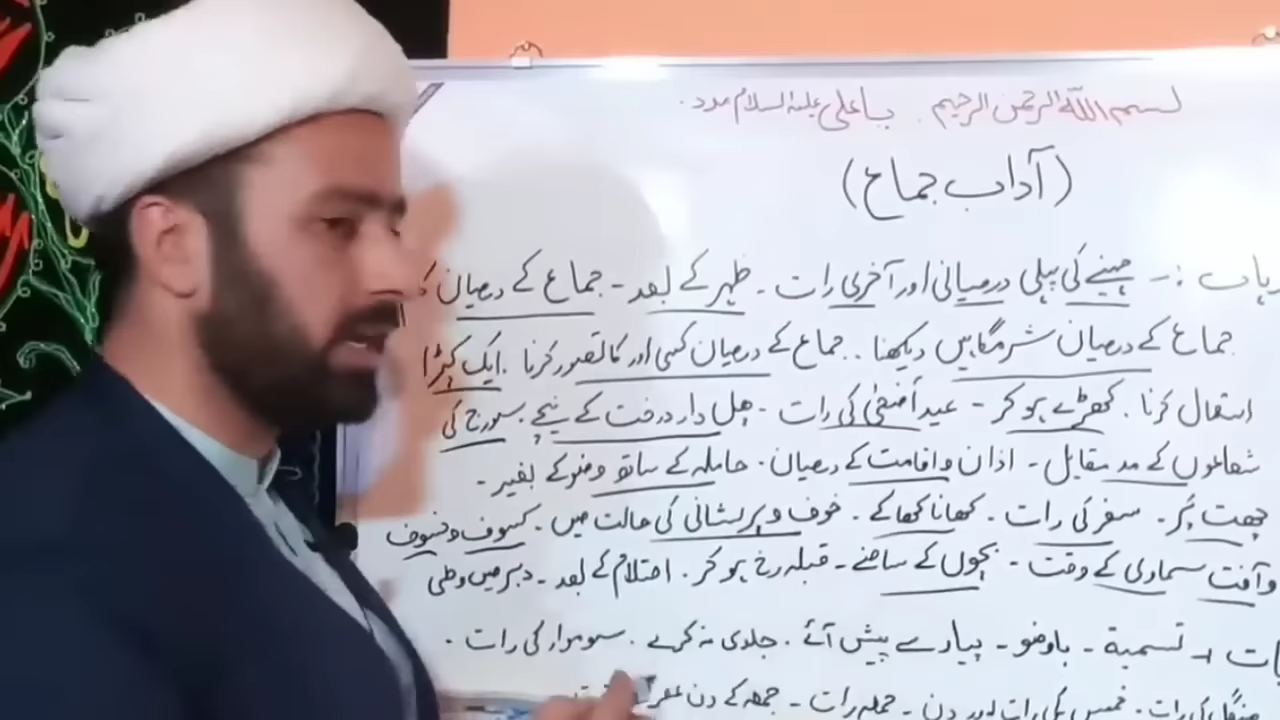 بسم اللہ الرحمن الرحیم . یا علی علیہ السلام مدد .
(آداب جماع)
مہینے کی پہلی درمیانی اور آخری رات - ظہر کے بعد - جماع کے درمیان
جماع کے درمیان شرمگاہیں دیکھنا . جماع کے درمیان کسی اور کا تصور کرنا . ایک کپڑا
استعمال کرنا . کھڑے ہو کر - عید اضحیٰ کی رات - پھل دار درخت کے نیچے . سورج کی
شعاعوں کے مد مقابل - اذان و اقامت کے درمیان . حاملہ کے ساتھ وضو کے بغیر -
چھت پر - سفر کی رات - کھانا کھا کے . خوف و پریشانی کی حالت میں - کسوف و خسوف
و آفت سماوی کے وقت - بچوں کے سامنے - قبلہ رخ ہو کر . احتلام کے بعد - دبر میں وطی
تسمیۃ - باوضو - پیار سے پیش آئے . جلدی نہ کرے . سوموار کی رات .
کی رات . خمیس کی رات اور دن - جمعہ رات - جمعہ کے دن